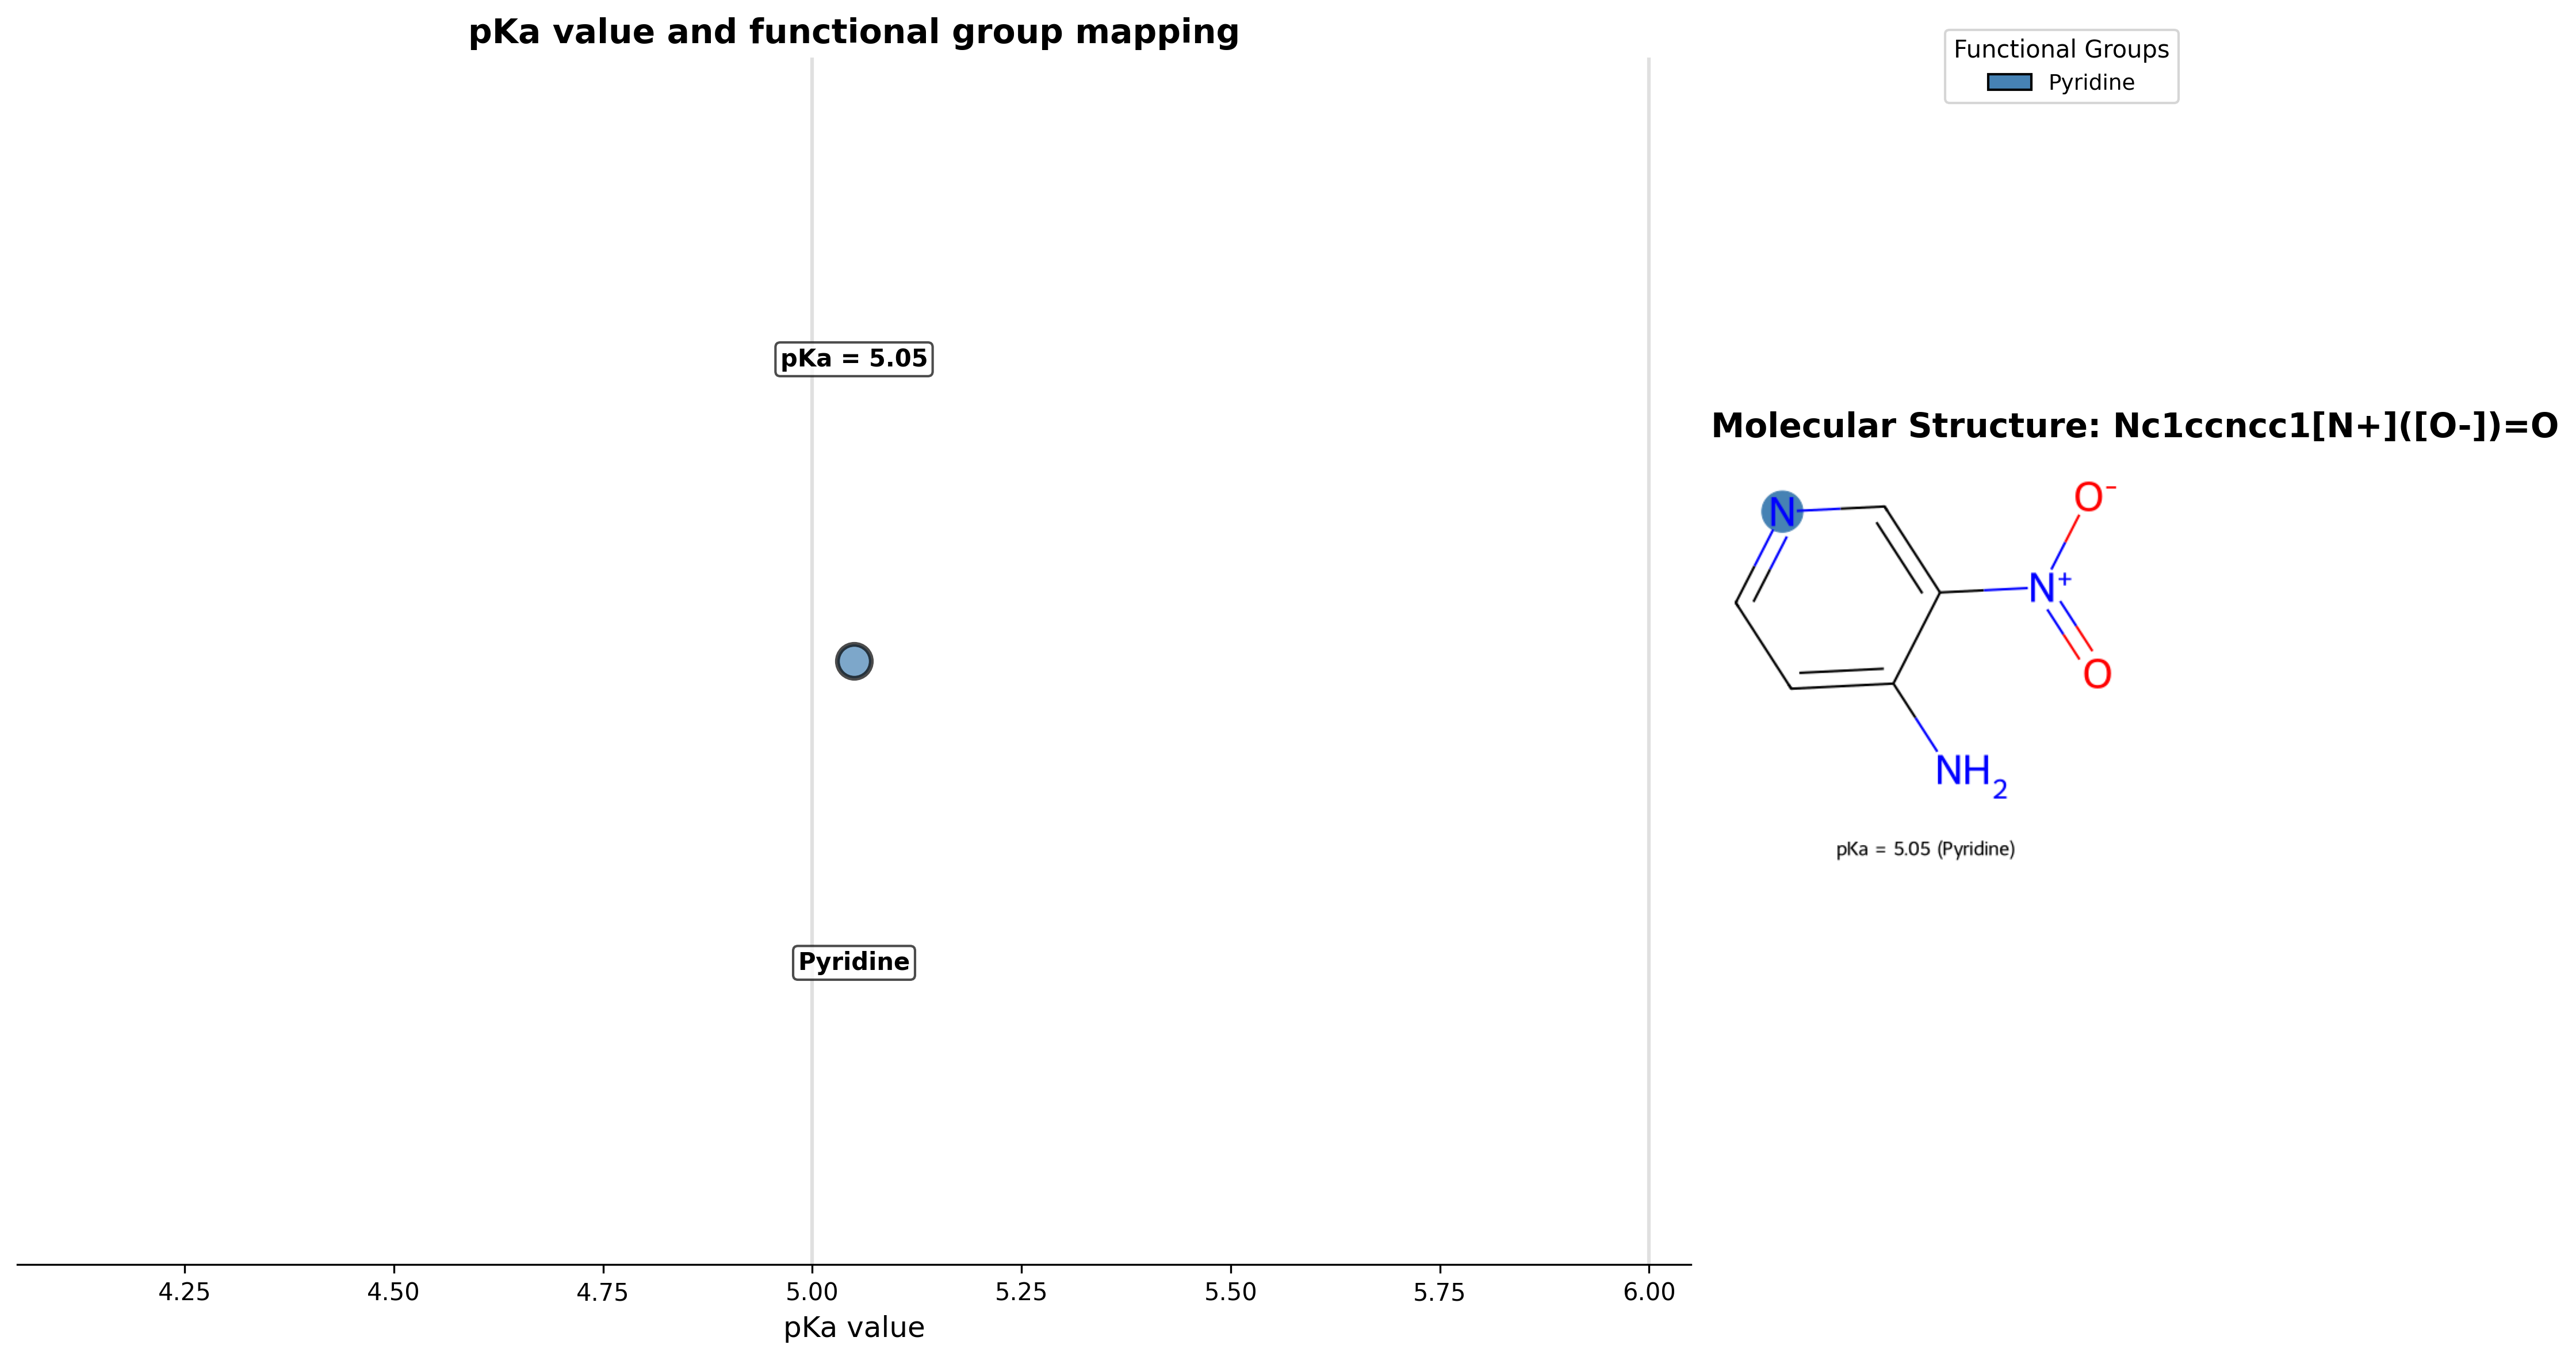 pKa value and functional group mapping
Functional Groups
Pyridine
pKa = 5.05
Pyridine
4.25 4.50 4.75 5.00 5.25 5.50 5.75 6.00
pKa value
Molecular Structure: Nc1ccncc1[N+]([O-])=O
N
O-
N+
O
NH2
pKa = 5.05 (Pyridine)